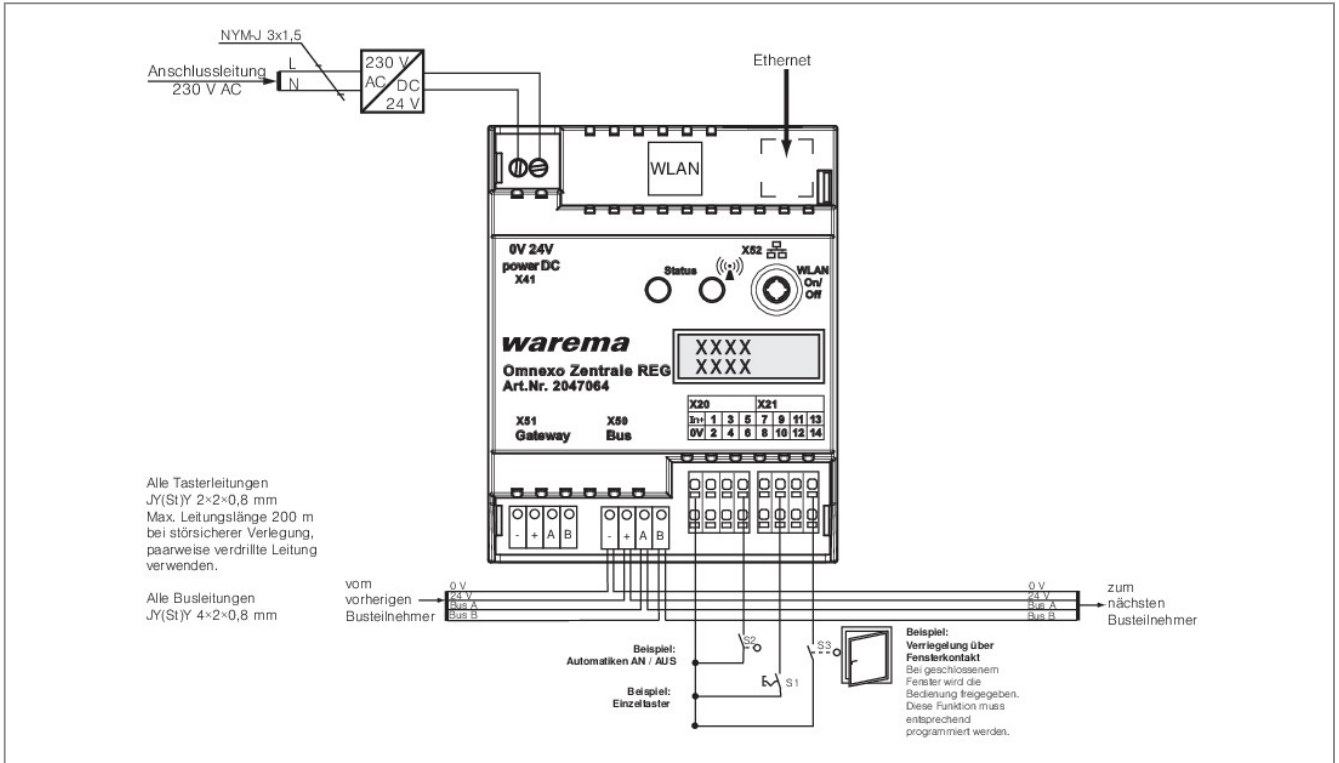 NYM-J 3x1,5
Anschlussleitung
230 V AC
L
N
230 V
AC
DC
24 V
Ethernet
WLAN
0V 24V
power DC
X41
Status
X52
WLAN
On/
Off
warema
XXXX
XXXX
Omnexo Zentrale REG
Art.Nr. 2047064
X51
Gateway
X50
Bus
X20 X21
In+ 1 3 5 7 9 11 13
0V 2 4 6 8 10 12 14
- + A B
- + A B
Alle Tasterleitungen
JY(St)Y 2×2×0,8 mm
Max. Leitungslänge 200 m
bei störsicherer Verlegung,
paarweise verdrillte Leitung
verwenden.
Alle Busleitungen
JY(St)Y 4×2×0,8 mm
vom
vorherigen
Busteilnehmer
0 V
24 V
Bus A
Bus B
0 V
24 V
Bus A
Bus B
zum
nächsten
Busteilnehmer
Beispiel:
Automatiken AN / AUS
S2
Beispiel:
Einzeltaster
S1
S3
Beispiel:
Verriegelung über
Fensterkontakt
Bei geschlossenem
Fenster wird die
Bedienung freigegeben.
Diese Funktion muss
entsprechend
programmiert werden.